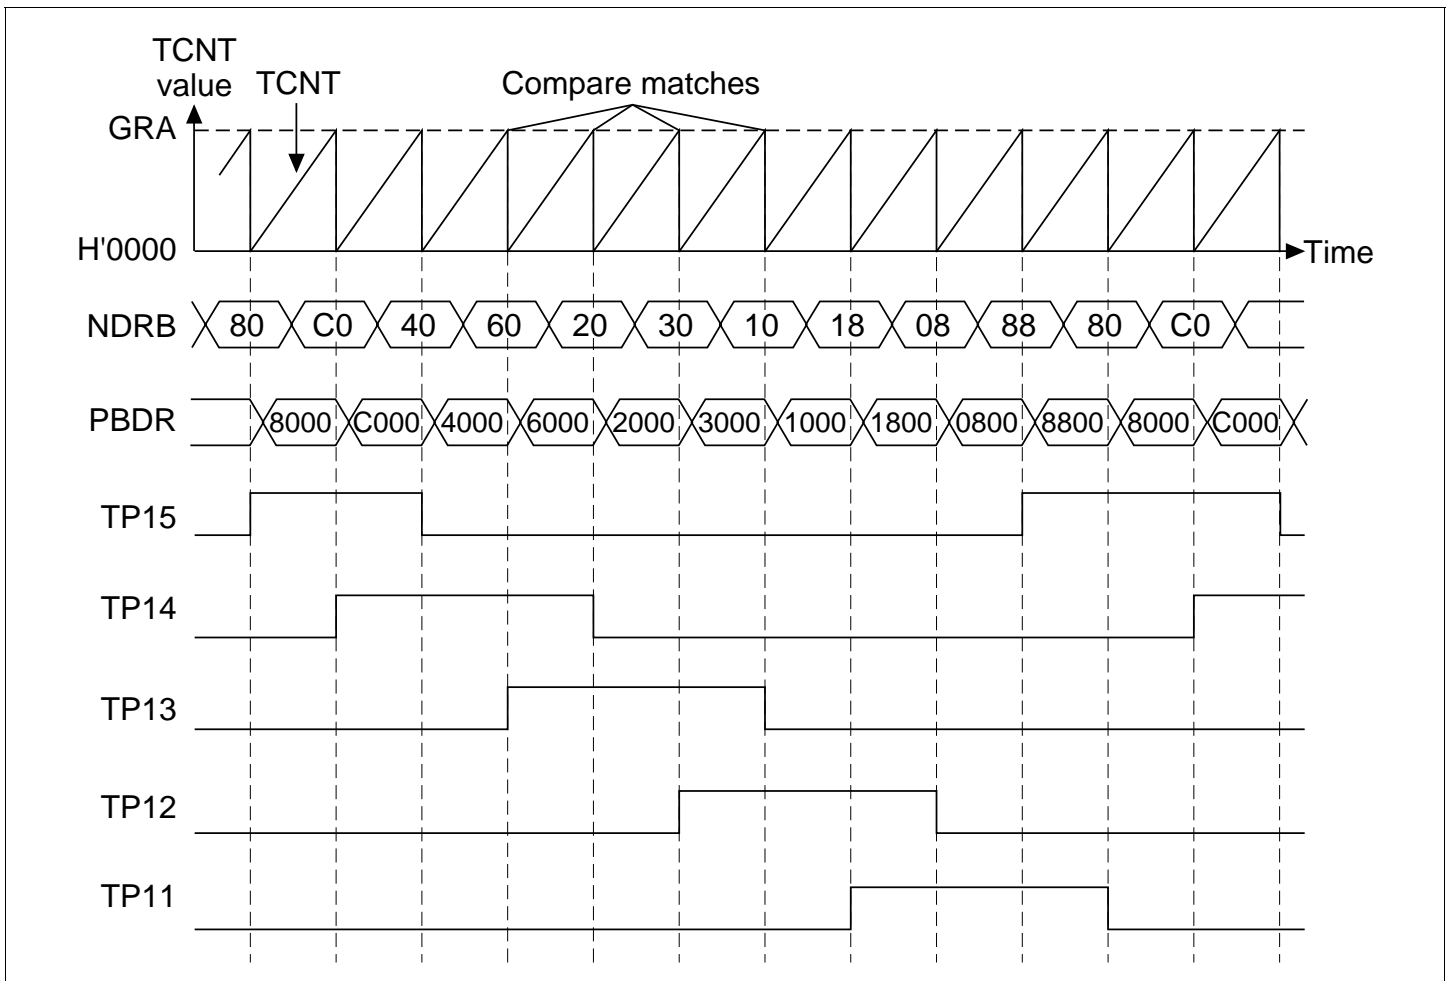 TCNT
value
TCNT
Compare matches
GRA
H'0000
Time
NDRB 80 C0 40 60 20 30 10 18 08 88 80 C0
PBDR 8000 C000 4000 6000 2000 3000 1000 1800 0800 8800 8000 C000
TP15
TP14
TP13
TP12
TP11